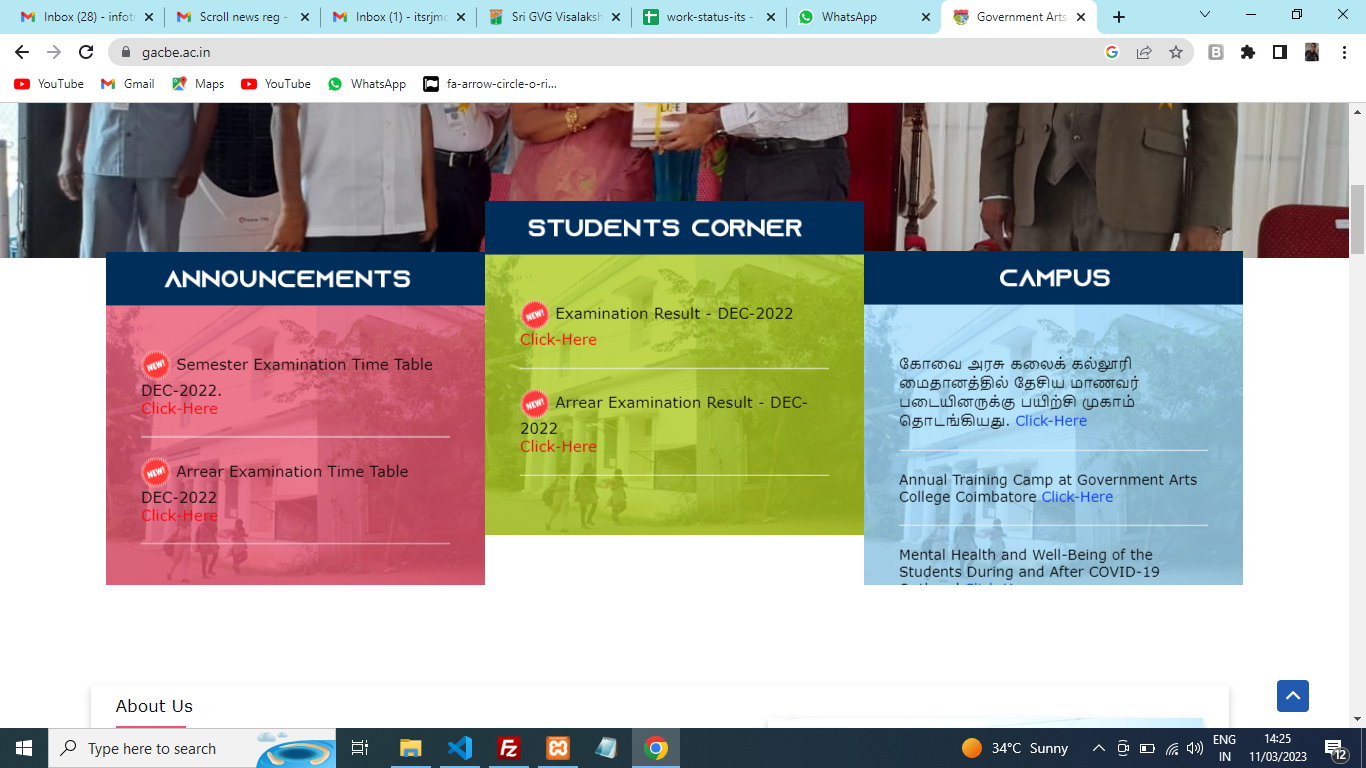 Inbox (28) - infot
Scroll news reg -
Inbox (1) - itsrjmc
Sri GVG Visalaksh
work-status-its -
WhatsApp
Government Arts
gacbe.ac.in
YouTube
Gmail
Maps
YouTube
WhatsApp
fa-arrow-circle-o-ri...
STUDENTS CORNER
ANNOUNCEMENTS
CAMPUS
NEW! Semester Examination Time Table
DEC-2022.
Click-Here
NEW! Arrear Examination Time Table
DEC-2022
Click-Here
NEW! Examination Result - DEC-2022
Click-Here
NEW! Arrear Examination Result - DEC-
2022
Click-Here
கோவை அரசு கலைக் கல்லூரி
மைதானத்தில் தேசிய மாணவர்
படையினருக்கு பயிற்சி முகாம்
தொடங்கியது. Click-Here
Annual Training Camp at Government Arts
College Coimbatore Click-Here
Mental Health and Well-Being of the
Students During and After COVID-19
About Us
Type here to search
34°C Sunny
ENG
IN
14:25
11/03/2023
12